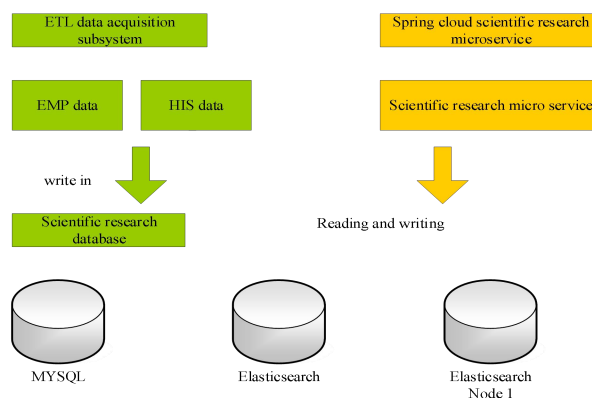 ETL data acquisition
subsystem
Spring cloud scientific research
microservice
EMP data
HIS data
Scientific research micro service
write in
Scientific research
database
Reading and writing
MYSQL
Elasticsearch
Elasticsearch
Node 1